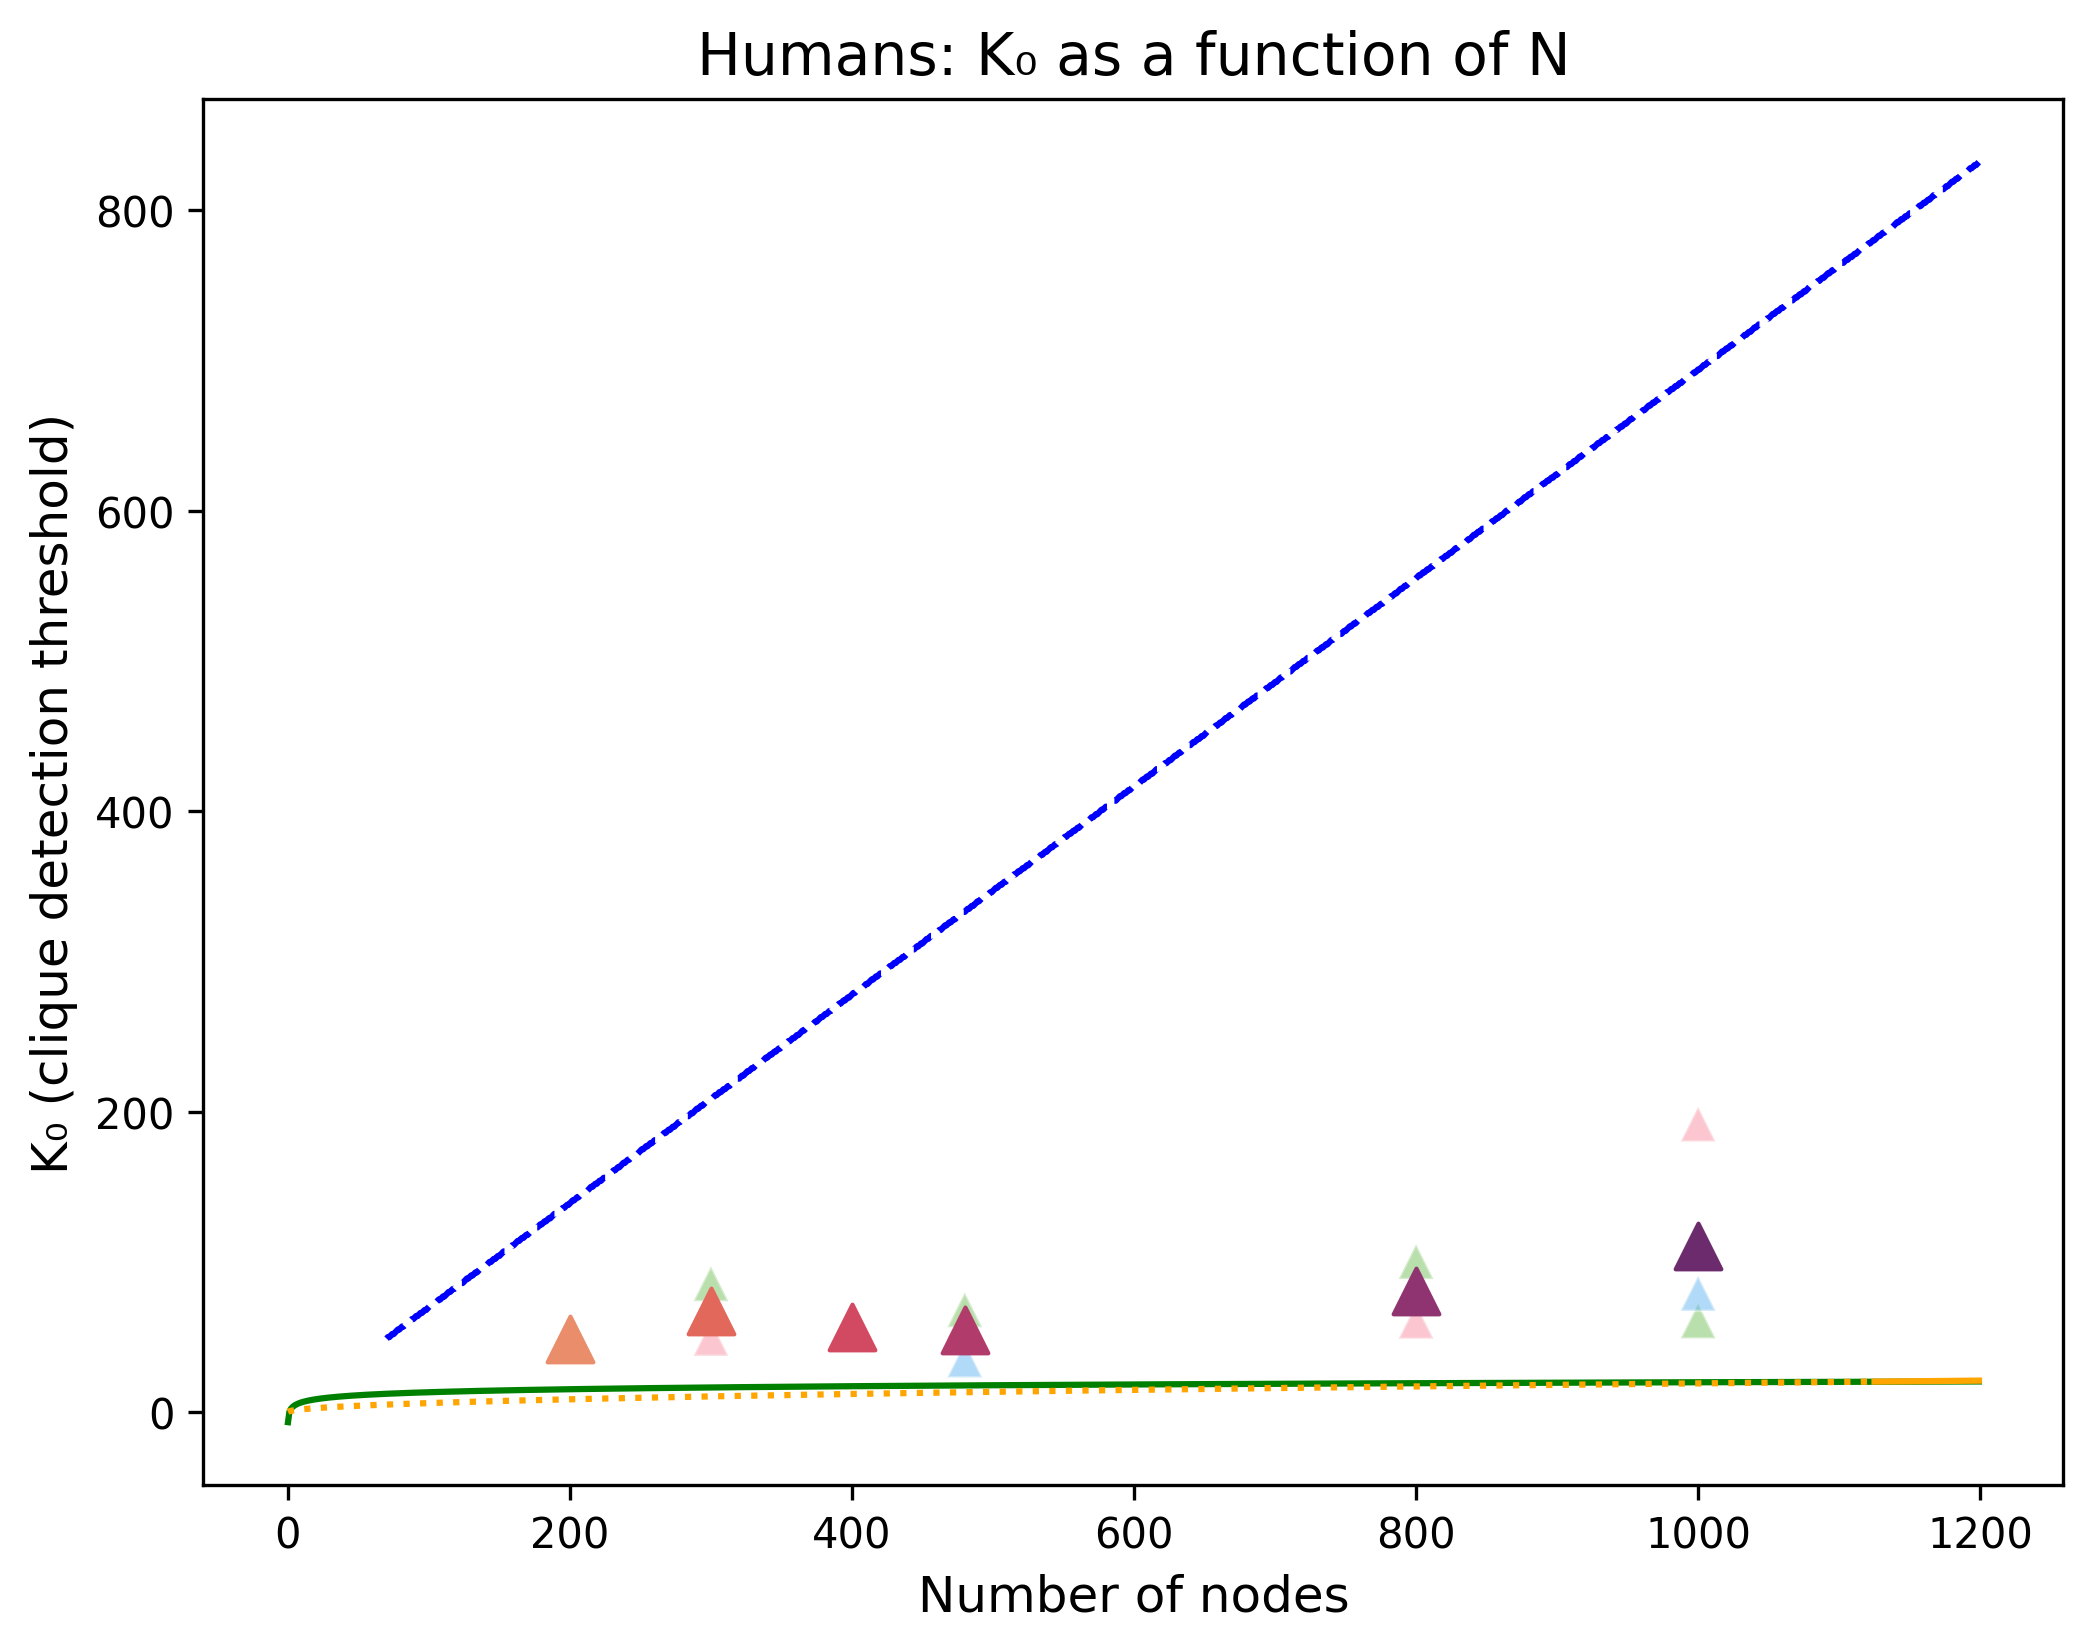 Humans: K₀ as a function of N
K₀ (clique detection threshold)
800
600
400
200
0
0 200 400 600 800 1000 1200
Number of nodes